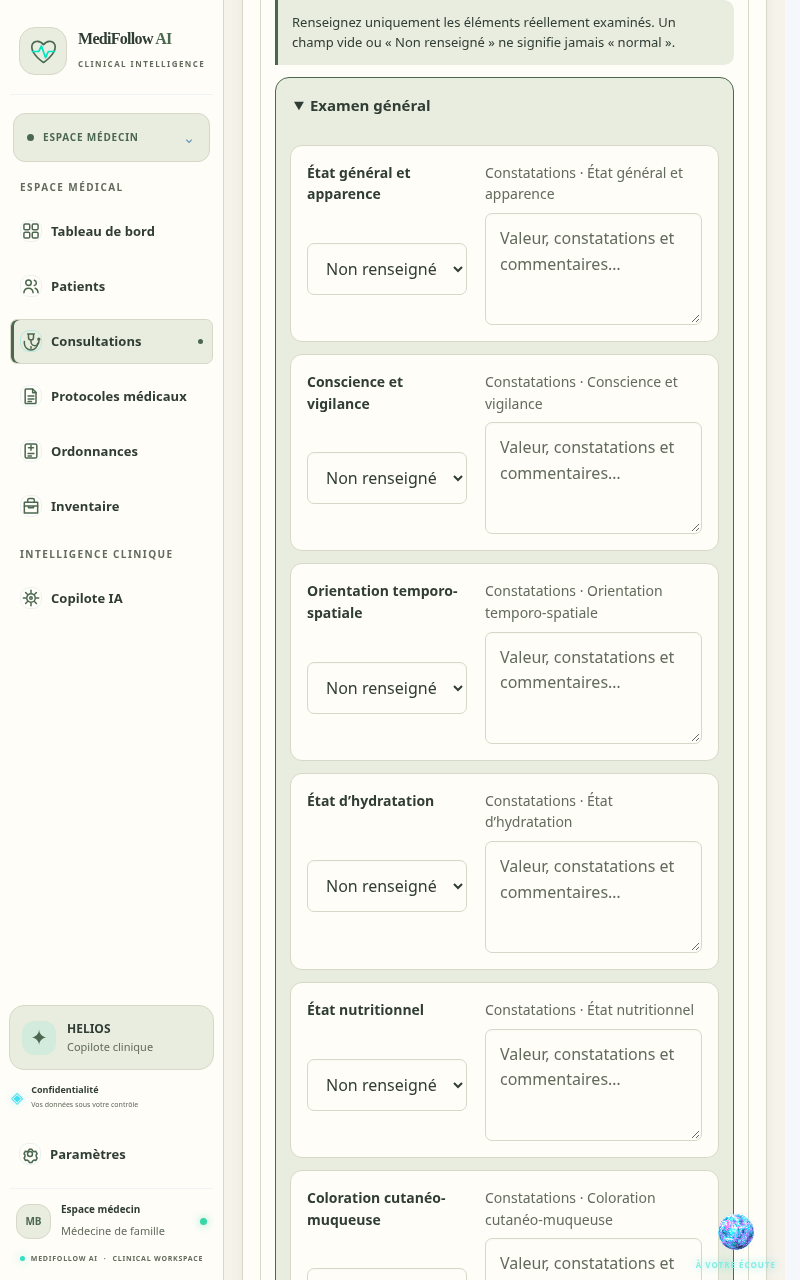 MediFollow AI
CLINICAL INTELLIGENCE
ESPACE MÉDECIN
ESPACE MÉDICAL
Tableau de bord
Patients
Consultations
Protocoles médicaux
Ordonnances
Inventaire
INTELLIGENCE CLINIQUE
Copilote IA
HELIOS
Copilote clinique
Confidentialité
Vos données sous votre contrôle
Paramètres
MB
Espace médecin
Médecine de famille
MEDIFOLLOW AI · CLINICAL WORKSPACE
Renseignez uniquement les éléments réellement examinés. Un
champ vide ou « Non renseigné » ne signifie jamais « normal ».
Examen général
État général et
apparence
Non renseigné
Constatations · État général et
apparence
Valeur, constatations et
commentaires…
Conscience et
vigilance
Non renseigné
Constatations · Conscience et
vigilance
Valeur, constatations et
commentaires…
Orientation temporo-
spatiale
Non renseigné
Constatations · Orientation
temporo-spatiale
Valeur, constatations et
commentaires…
État d’hydratation
Non renseigné
Constatations · État
d’hydratation
Valeur, constatations et
commentaires…
État nutritionnel
Non renseigné
Constatations · État nutritionnel
Valeur, constatations et
commentaires…
Coloration cutanéo-
muqueuse
Constatations · Coloration
cutanéo-muqueuse
Valeur, constatations et
À VOTRE ÉCOUTE